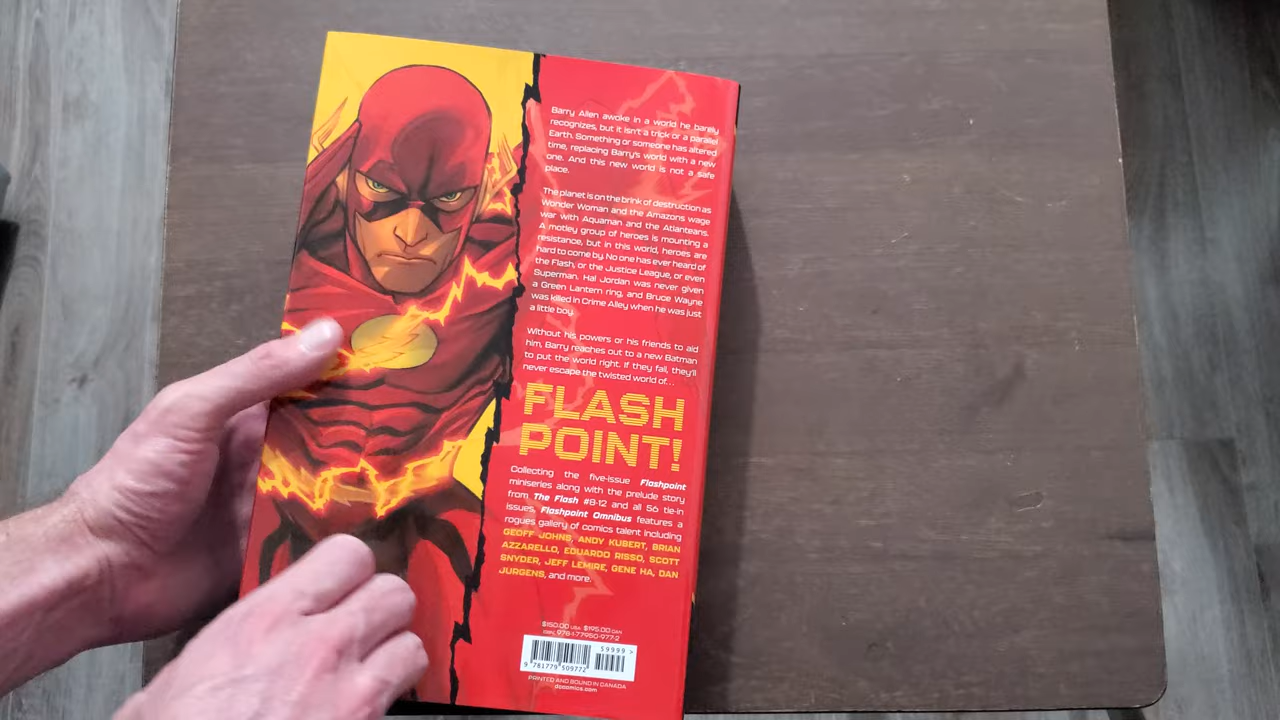 Barry Allen awoke in a world he barely
recognizes, but it isn't a trick or a parallel
Earth. Something or someone has altered
time, replacing Barry's world with a new
one. And this new world is not a safe
place.
The planet is on the brink of destruction as
Wonder Woman and the Amazons wage
war with Aquaman and the Atlanteans.
A motley group of heroes is mounting a
resistance, but in this world, heroes are
hard to come by. No one has ever heard of
the Flash, or the Justice League, or even
Superman. Hal Jordan was never given
a Green Lantern ring, and Bruce Wayne
was killed in Crime Alley when he was just
a little boy.
Without his powers or his friends to aid
him, Barry reaches out to a new Batman
to put the world right. If they fail, they'll
never escape the twisted world of...
FLASH
POINT!
Collecting the five-issue Flashpoint
miniseries along with the prelude story
from The Flash #8-12 and all 56 tie-in
issues, Flashpoint Omnibus features a
rogues gallery of comics talent including
GEOFF JOHNS, ANDY KUBERT, BRIAN
AZZARELLO, EDUARDO RISSO, SCOTT
SNYDER, JEFF LEMIRE, GENE HA, DAN
JURGENS, and more.
$150.00 USA $195.00 CAN
ISBN: 978-1-77950-977-2
59999 >
9 781779 509772
PRINTED AND BOUND IN CANADA
dccomics.com